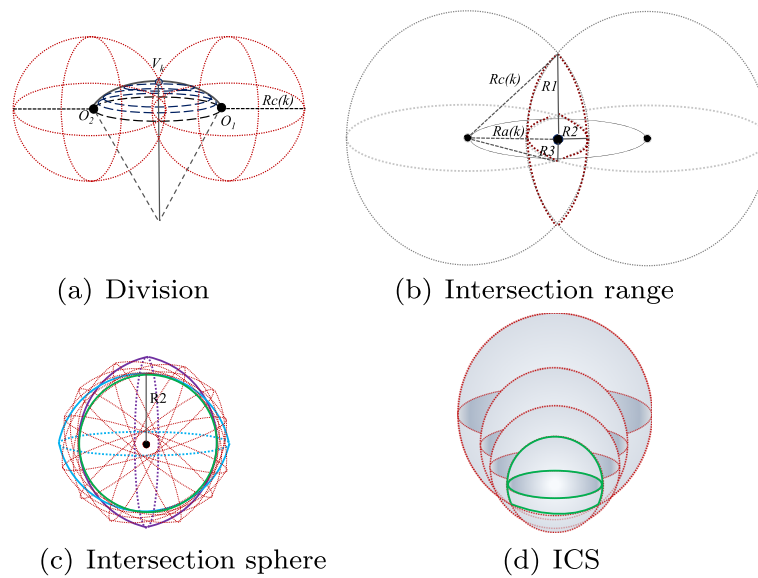 V_k
Rc(k)
O_2
O_1
Rc(k)
R1
Ra(k)
R2
R3
(a) Division
(b) Intersection range
R2
(c) Intersection sphere
(d) ICS